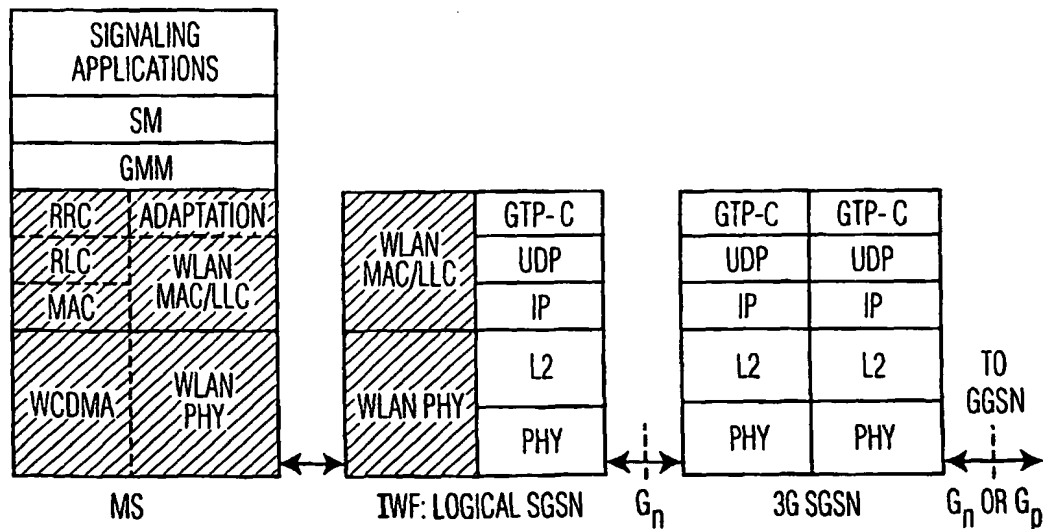 SIGNALING
APPLICATIONS
SM
GMM
RRC
ADAPTATION
RLC
MAC
WLAN
MAC/LLC
WCDMA
WLAN
PHY
MS
WLAN
MAC/LLC
WLAN PHY
GTP-C
UDP
IP
L2
PHY
IWF: LOGICAL SGSN
Gn
GTP-C
GTP-C
UDP
UDP
IP
IP
L2
L2
PHY
PHY
3G SGSN
TO
GGSN
Gn OR Gp